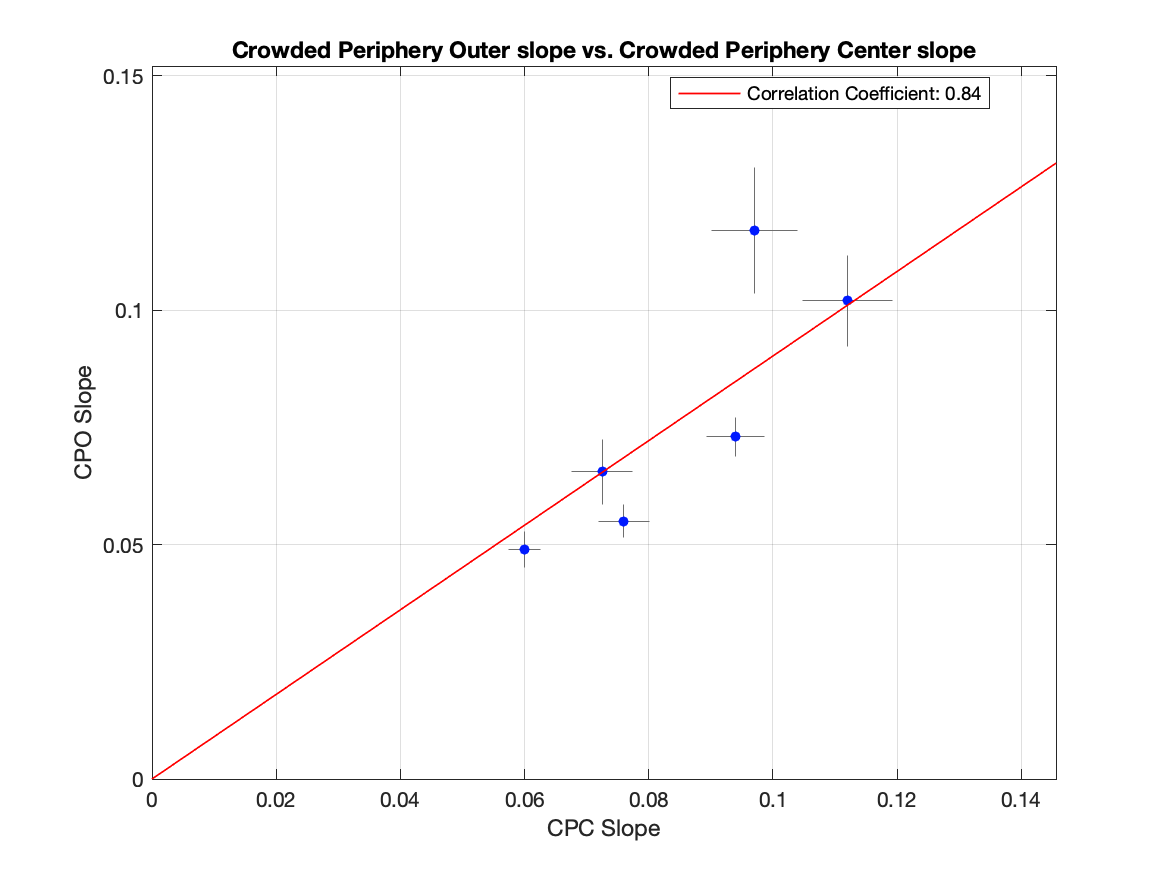 Crowded Periphery Outer slope vs. Crowded Periphery Center slope
0.15
Correlation Coefficient: 0.84
0.1
CPO Slope
0.05
0
0 0.02 0.04 0.06 0.08 0.1 0.12 0.14
CPC Slope